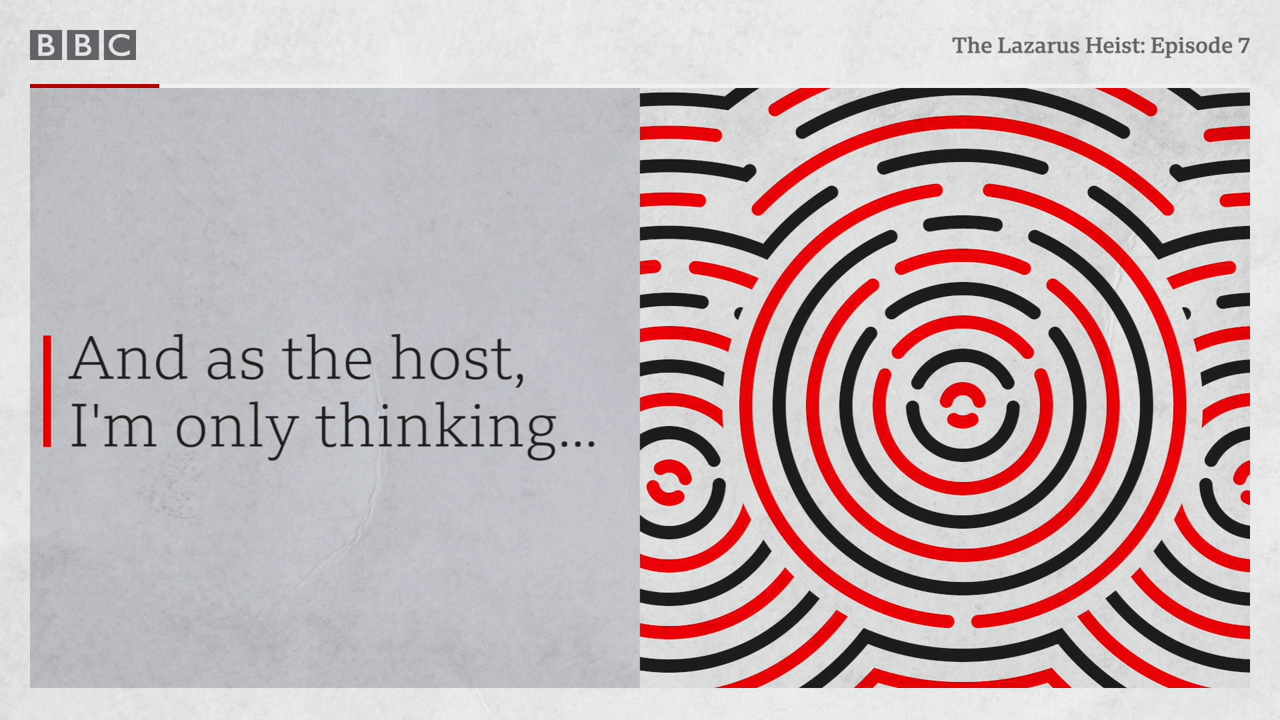 BBC
The Lazarus Heist: Episode 7
And as the host,
I'm only thinking...